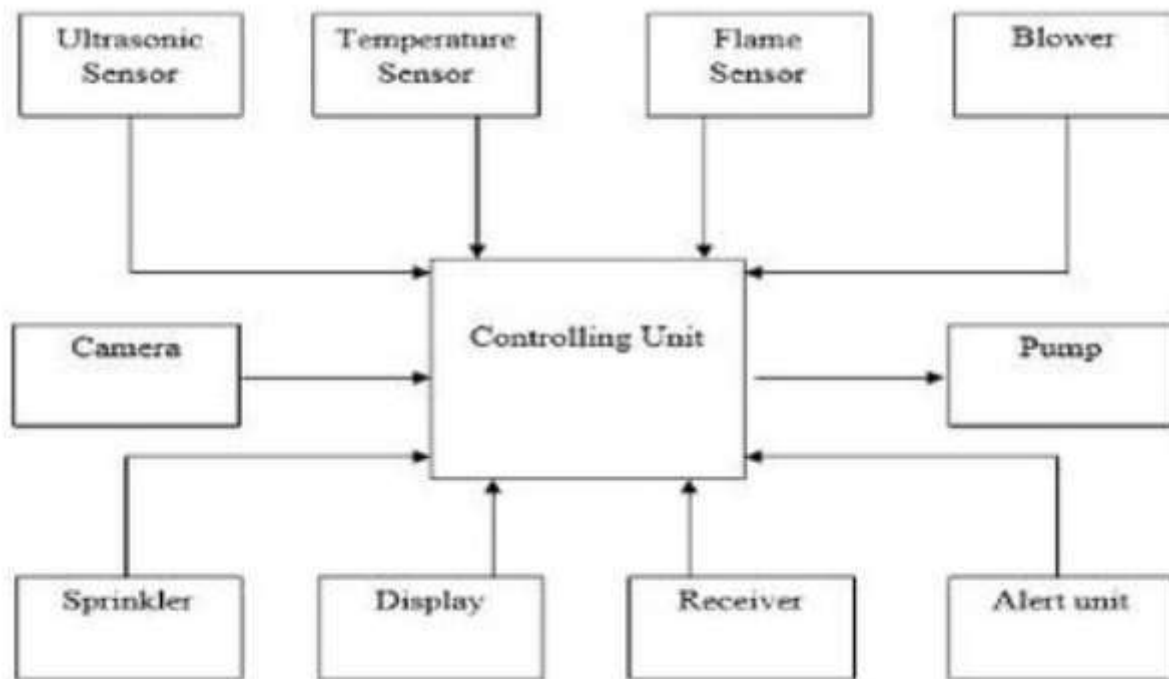 Ultrasonic
Sensor
Temperature
Sensor
Flame
Sensor
Blower
Camera
Controlling Unit
Pump
Sprinkler
Display
Receiver
Alert unit